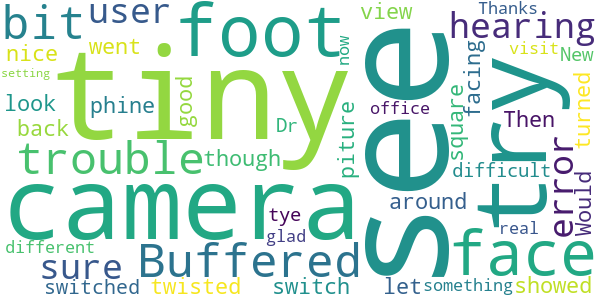 bit
user
foot
view
hearing
Thanks
nice
went
now
facing
visit
New
tiny
see
try
setting
look
phine
good
Dr
piture
office
square
Then
error
turned
Would
back
trouble
though
difficult
camera
tye
glad
around
real
face
different
sure
Buffered
switched
twisted
switch
let
something
showed